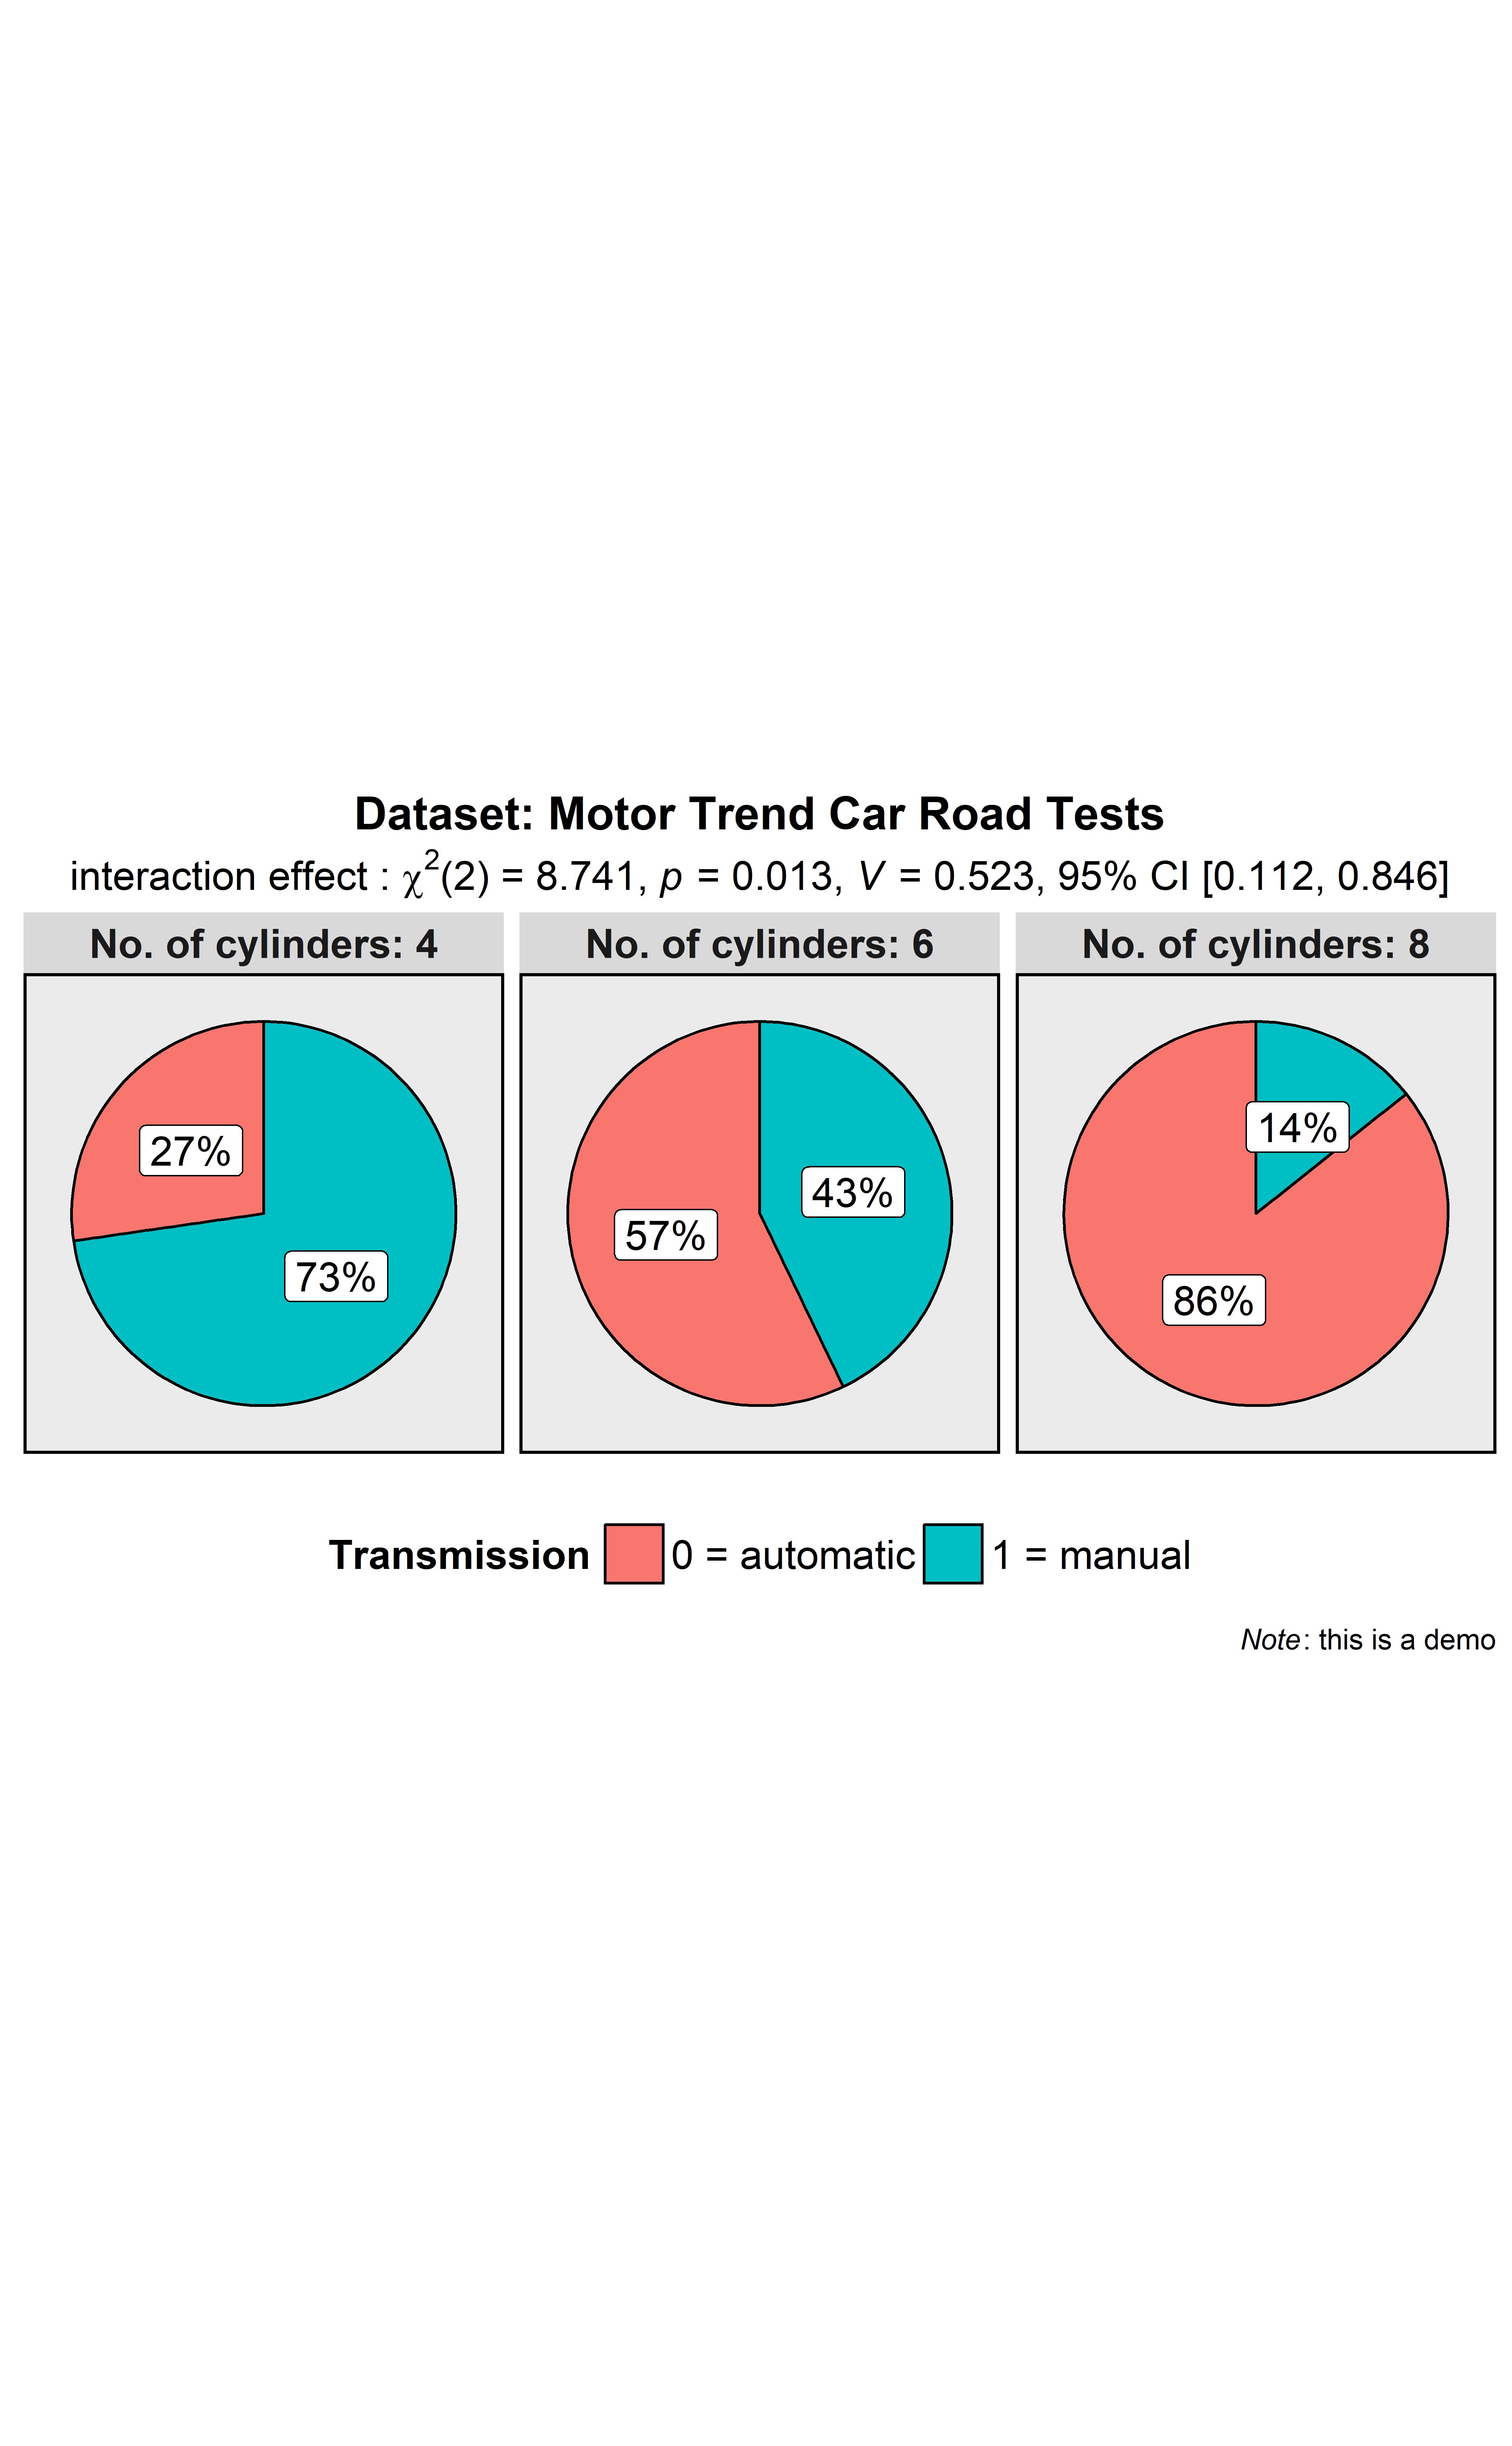 Dataset: Motor Trend Car Road Tests
interaction effect : χ²(2) = 8.741, p = 0.013, V = 0.523, 95% CI [0.112, 0.846]
No. of cylinders: 4
No. of cylinders: 6
No. of cylinders: 8
27%
73%
57%
43%
14%
86%
Transmission 0 = automatic 1 = manual
Note: this is a demo